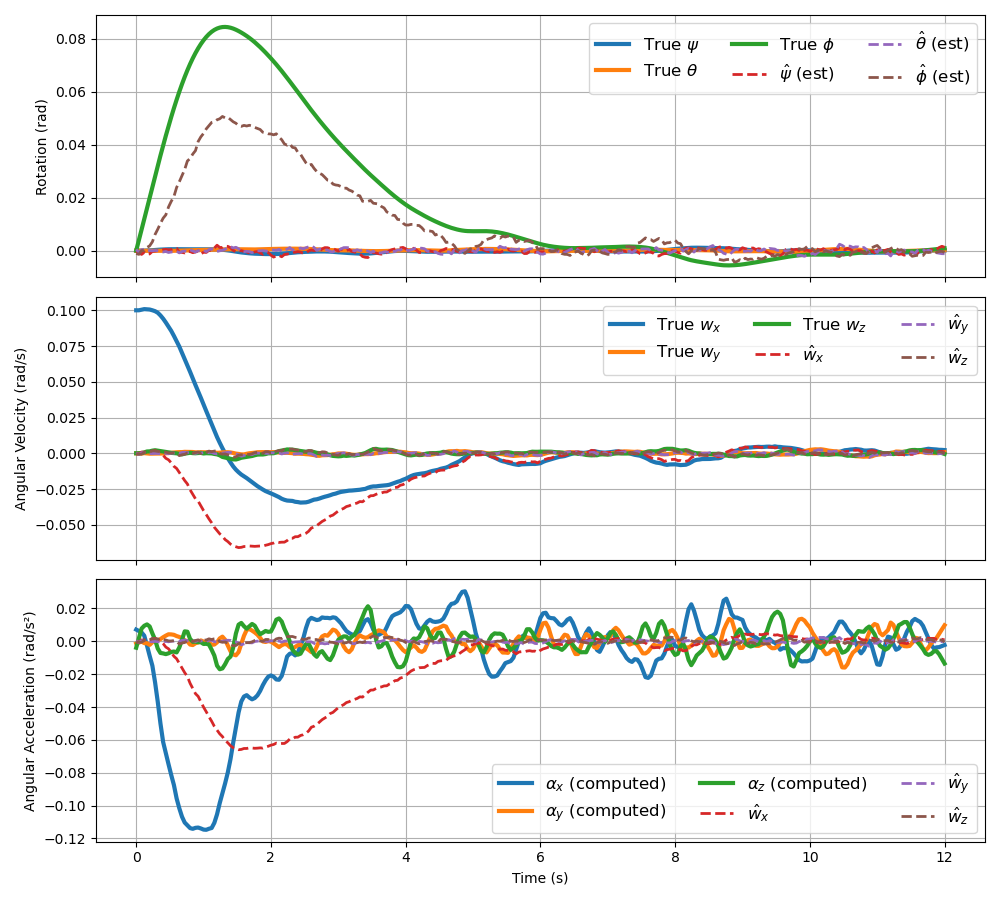 Rotation (rad)
0.08
0.06
0.04
0.02
0.00
True ψ
True θ
True ϕ
ψ̂ (est)
θ̂ (est)
ϕ̂ (est)
Angular Velocity (rad/s)
0.100
0.075
0.050
0.025
0.000
−0.025
−0.050
True wₓ
True w_y
True w_z
ŵₓ
ŵ_y
ŵ_z
Angular Acceleration (rad/s²)
0.02
0.00
−0.02
−0.04
−0.06
−0.08
−0.10
−0.12
αₓ (computed)
α_y (computed)
α_z (computed)
ŵₓ
ŵ_y
ŵ_z
0 2 4 6 8 10 12
Time (s)